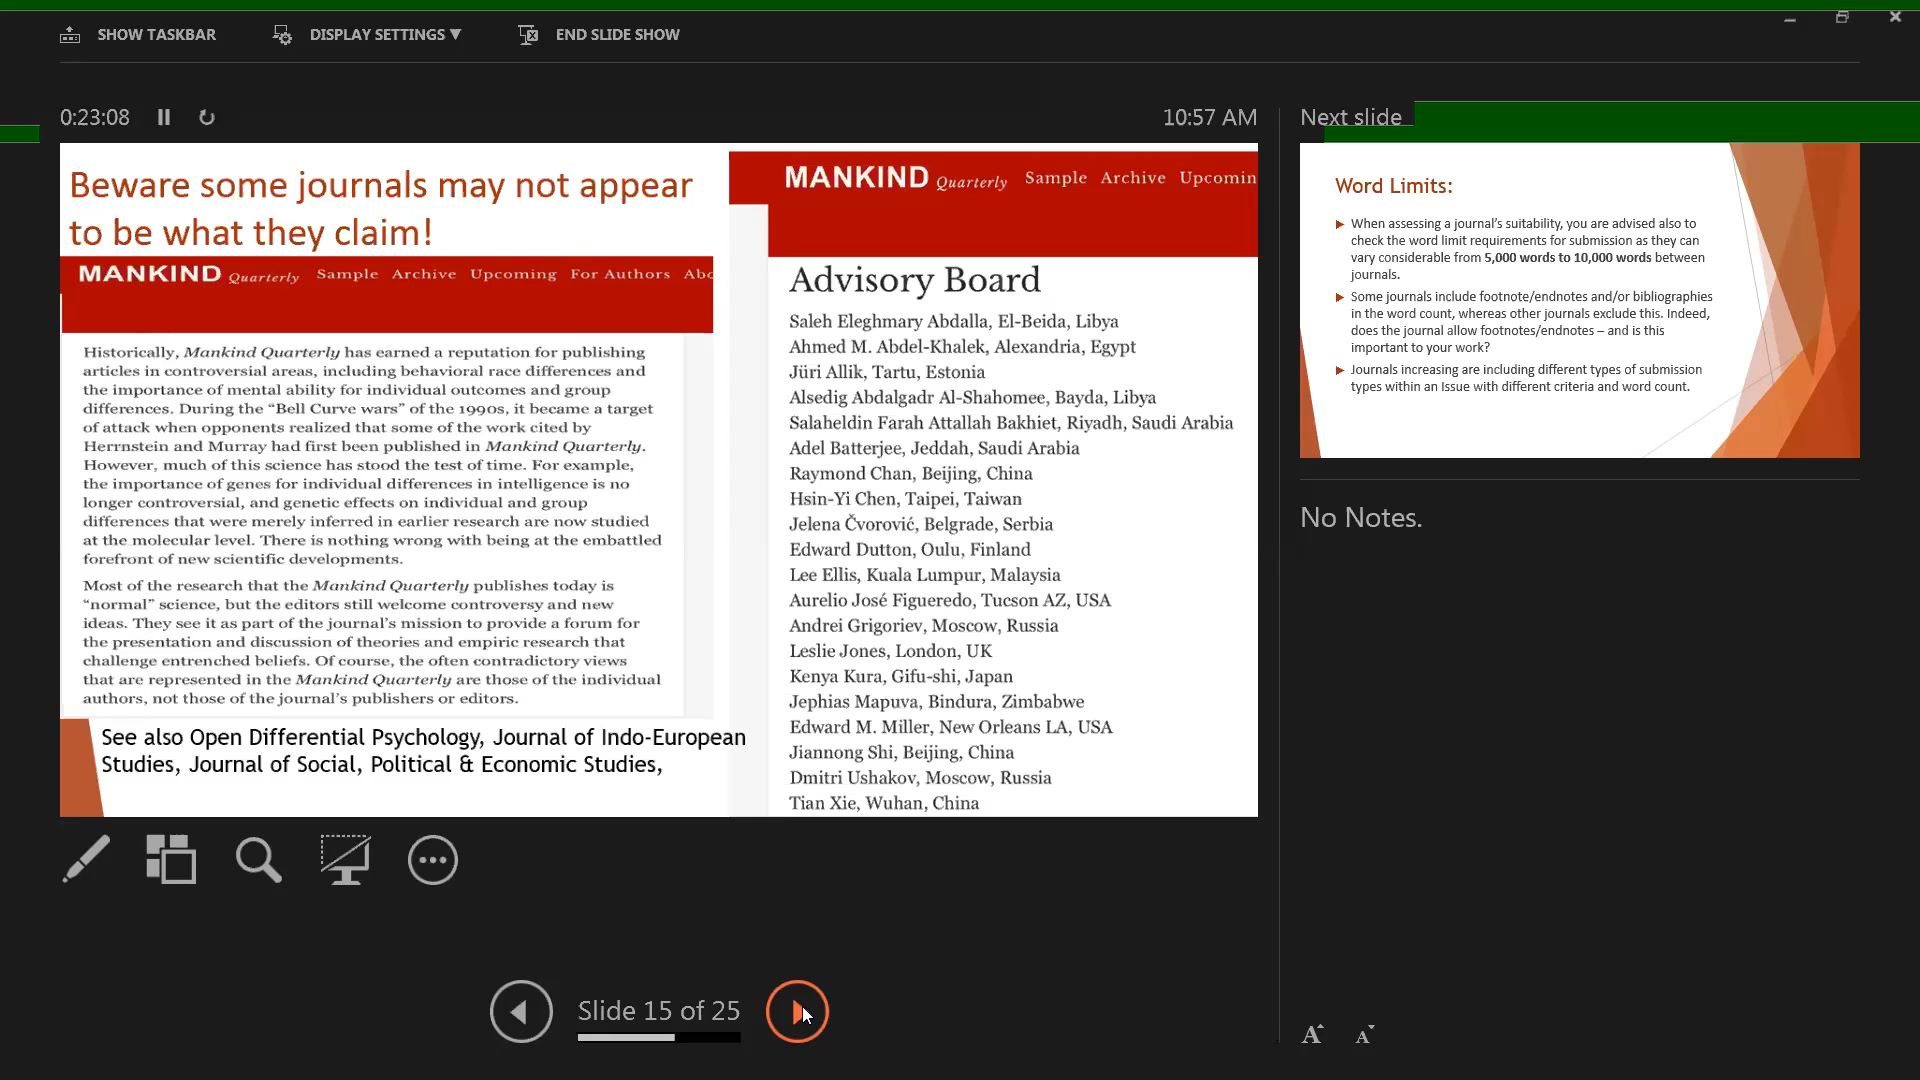 SHOW TASKBAR
DISPLAY SETTINGS ▼
END SLIDE SHOW
0:23:08
10:57 AM
Next slide
Beware some journals may not appear
to be what they claim!
MANKIND Quarterly Sample Archive Upcoming For Authors Abo
Historically, Mankind Quarterly has earned a reputation for publishing
articles in controversial areas, including behavioral race differences and
the importance of mental ability for individual outcomes and group
differences. During the “Bell Curve wars” of the 1990s, it became a target
of attack when opponents realized that some of the work cited by
Herrnstein and Murray had first been published in Mankind Quarterly.
However, much of this science has stood the test of time. For example,
the importance of genes for individual differences in intelligence is no
longer controversial, and genetic effects on individual and group
differences that were merely inferred in earlier research are now studied
at the molecular level. There is nothing wrong with being at the embattled
forefront of new scientific developments.
Most of the research that the Mankind Quarterly publishes today is
“normal” science, but the editors still welcome controversy and new
ideas. They see it as part of the journal’s mission to provide a forum for
the presentation and discussion of theories and empiric research that
challenge entrenched beliefs. Of course, the often contradictory views
that are represented in the Mankind Quarterly are those of the individual
authors, not those of the journal’s publishers or editors.
See also Open Differential Psychology, Journal of Indo-European
Studies, Journal of Social, Political & Economic Studies,
MANKIND Quarterly Sample Archive Upcomin
Advisory Board
Saleh Eleghmary Abdalla, El-Beida, Libya
Ahmed M. Abdel-Khalek, Alexandria, Egypt
Jüri Allik, Tartu, Estonia
Alsedig Abdalgadr Al-Shahomee, Bayda, Libya
Salaheldin Farah Attallah Bakhiet, Riyadh, Saudi Arabia
Adel Batterjee, Jeddah, Saudi Arabia
Raymond Chan, Beijing, China
Hsin-Yi Chen, Taipei, Taiwan
Jelena Čvorović, Belgrade, Serbia
Edward Dutton, Oulu, Finland
Lee Ellis, Kuala Lumpur, Malaysia
Aurelio José Figueredo, Tucson AZ, USA
Andrei Grigoriev, Moscow, Russia
Leslie Jones, London, UK
Kenya Kura, Gifu-shi, Japan
Jephias Mapuva, Bindura, Zimbabwe
Edward M. Miller, New Orleans LA, USA
Jiannong Shi, Beijing, China
Dmitri Ushakov, Moscow, Russia
Tian Xie, Wuhan, China
Word Limits:
When assessing a journal’s suitability, you are advised also to
check the word limit requirements for submission as they can
vary considerable from 5,000 words to 10,000 words between
journals.
Some journals include footnote/endnotes and/or bibliographies
in the word count, whereas other journals exclude this. Indeed,
does the journal allow footnotes/endnotes – and is this
important to your work?
Journals increasing are including different types of submission
types within an Issue with different criteria and word count.
No Notes.
Slide 15 of 25
A A